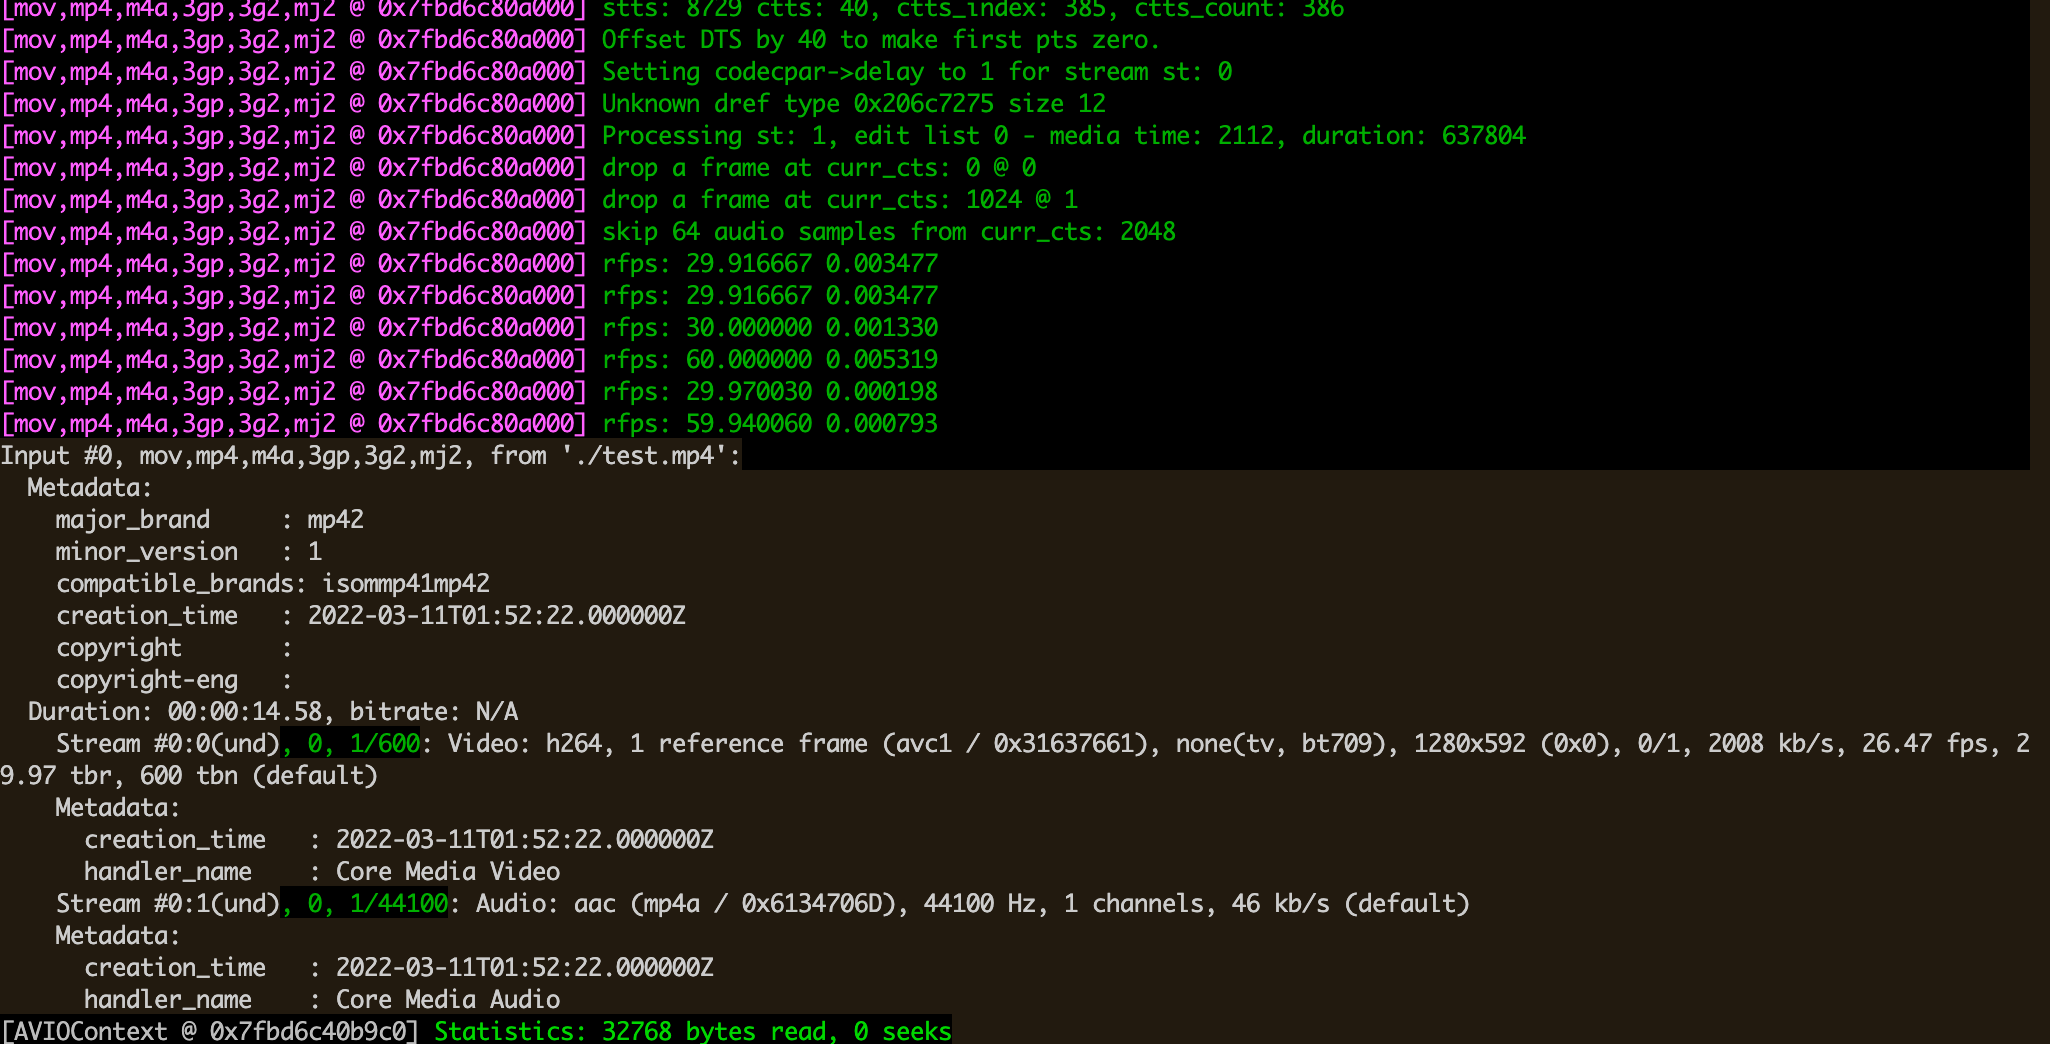 [mov,mp4,m4a,3gp,3g2,mj2 @ 0x7fbd6c80a000] stts: 8729 ctts: 40, ctts_index: 385, ctts_count: 386
[mov,mp4,m4a,3gp,3g2,mj2 @ 0x7fbd6c80a000] Offset DTS by 40 to make first pts zero.
[mov,mp4,m4a,3gp,3g2,mj2 @ 0x7fbd6c80a000] Setting codecpar->delay to 1 for stream st: 0
[mov,mp4,m4a,3gp,3g2,mj2 @ 0x7fbd6c80a000] Unknown dref type 0x206c7275 size 12
[mov,mp4,m4a,3gp,3g2,mj2 @ 0x7fbd6c80a000] Processing st: 1, edit list 0 - media time: 2112, duration: 637804
[mov,mp4,m4a,3gp,3g2,mj2 @ 0x7fbd6c80a000] drop a frame at curr_cts: 0 @ 0
[mov,mp4,m4a,3gp,3g2,mj2 @ 0x7fbd6c80a000] drop a frame at curr_cts: 1024 @ 1
[mov,mp4,m4a,3gp,3g2,mj2 @ 0x7fbd6c80a000] skip 64 audio samples from curr_cts: 2048
[mov,mp4,m4a,3gp,3g2,mj2 @ 0x7fbd6c80a000] rfps: 29.916667 0.003477
[mov,mp4,m4a,3gp,3g2,mj2 @ 0x7fbd6c80a000] rfps: 29.916667 0.003477
[mov,mp4,m4a,3gp,3g2,mj2 @ 0x7fbd6c80a000] rfps: 30.000000 0.001330
[mov,mp4,m4a,3gp,3g2,mj2 @ 0x7fbd6c80a000] rfps: 60.000000 0.005319
[mov,mp4,m4a,3gp,3g2,mj2 @ 0x7fbd6c80a000] rfps: 29.970030 0.000198
[mov,mp4,m4a,3gp,3g2,mj2 @ 0x7fbd6c80a000] rfps: 59.940060 0.000793
Input #0, mov,mp4,m4a,3gp,3g2,mj2, from './test.mp4':
  Metadata:
    major_brand     : mp42
    minor_version   : 1
    compatible_brands: isommp41mp42
    creation_time   : 2022-03-11T01:52:22.000000Z
    copyright       :
    copyright-eng   :
  Duration: 00:00:14.58, bitrate: N/A
    Stream #0:0(und), 0, 1/600: Video: h264, 1 reference frame (avc1 / 0x31637661), none(tv, bt709), 1280x592 (0x0), 0/1, 2008 kb/s, 26.47 fps, 2
9.97 tbr, 600 tbn (default)
    Metadata:
      creation_time   : 2022-03-11T01:52:22.000000Z
      handler_name    : Core Media Video
    Stream #0:1(und), 0, 1/44100: Audio: aac (mp4a / 0x6134706D), 44100 Hz, 1 channels, 46 kb/s (default)
    Metadata:
      creation_time   : 2022-03-11T01:52:22.000000Z
      handler_name    : Core Media Audio
[AVIOContext @ 0x7fbd6c40b9c0] Statistics: 32768 bytes read, 0 seeks